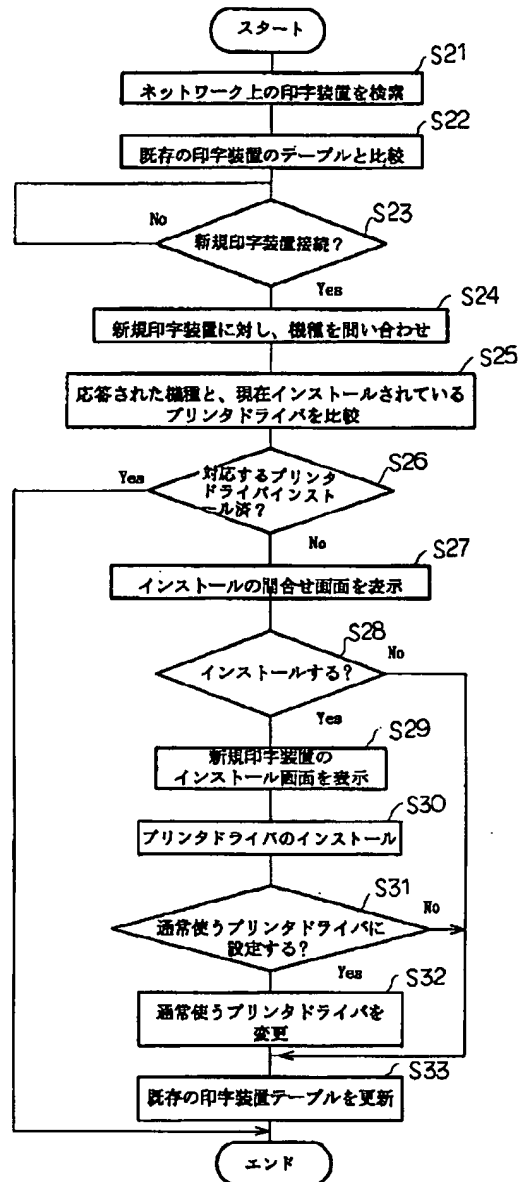 スタート
S21
ネットワーク上の印字装置を検索
S22
既存の印字装置のテーブルと比較
No
S23
新規印字装置接続？
Yes
S24
新規印字装置に対し、機種を問い合わせ
S25
応答された機種と、現在インストールされている
プリンタドライバを比較
Yes
S26
対応するプリンタ
ドライバインスト
ール済？
No
S27
インストールの問合せ画面を表示
S28
No
インストールする？
Yes
S29
新規印字装置の
インストール画面を表示
S30
プリンタドライバのインストール
S31
No
通常使うプリンタドライバに
設定する？
Yes
S32
通常使うプリンタドライバを
変更
S33
既存の印字装置テーブルを更新
エンド